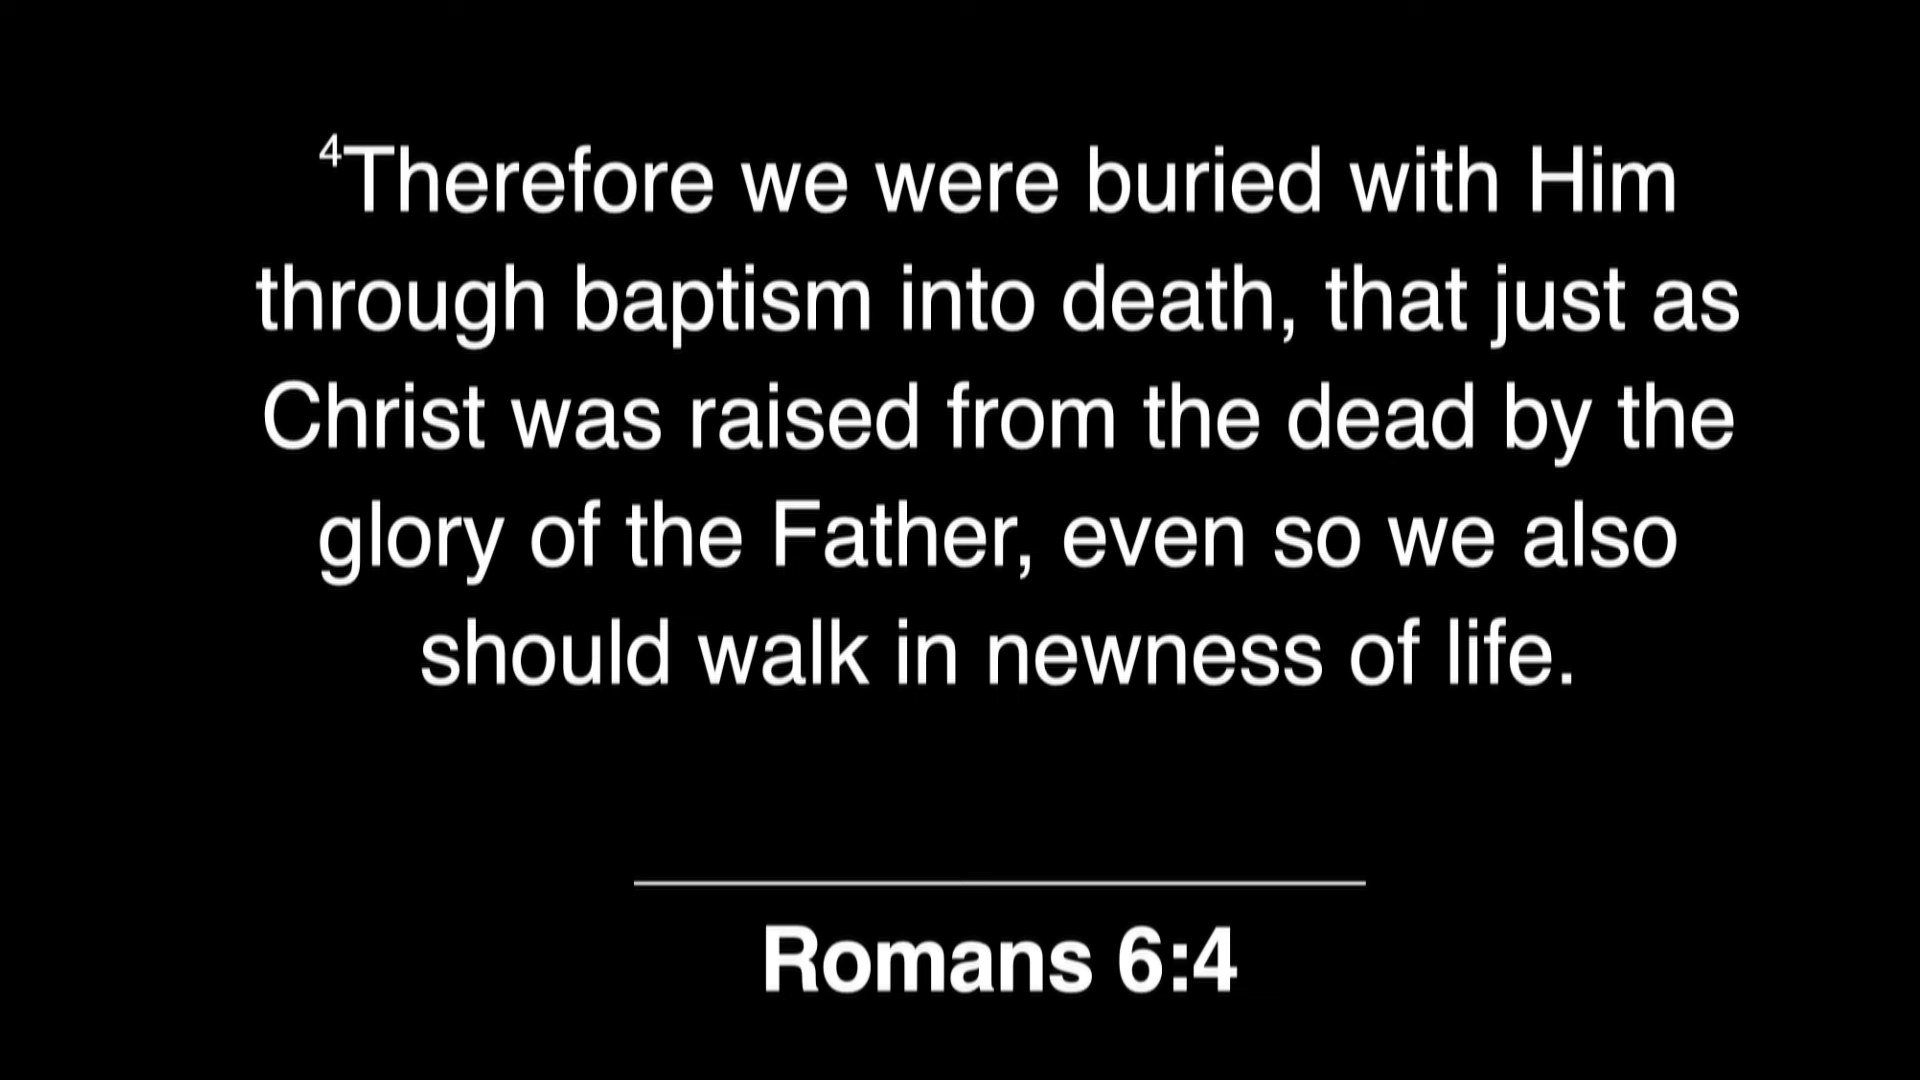 ⁴Therefore we were buried with Him
through baptism into death, that just as
Christ was raised from the dead by the
glory of the Father, even so we also
should walk in newness of life.
Romans 6:4